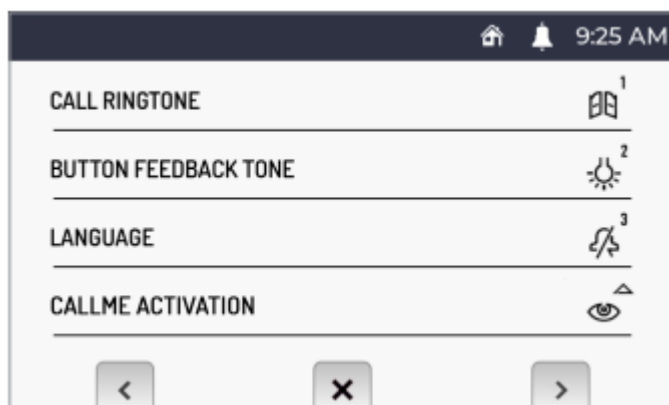 9:25 AM
CALL RINGTONE 1
BUTTON FEEDBACK TONE 2
LANGUAGE 3
CALLME ACTIVATION